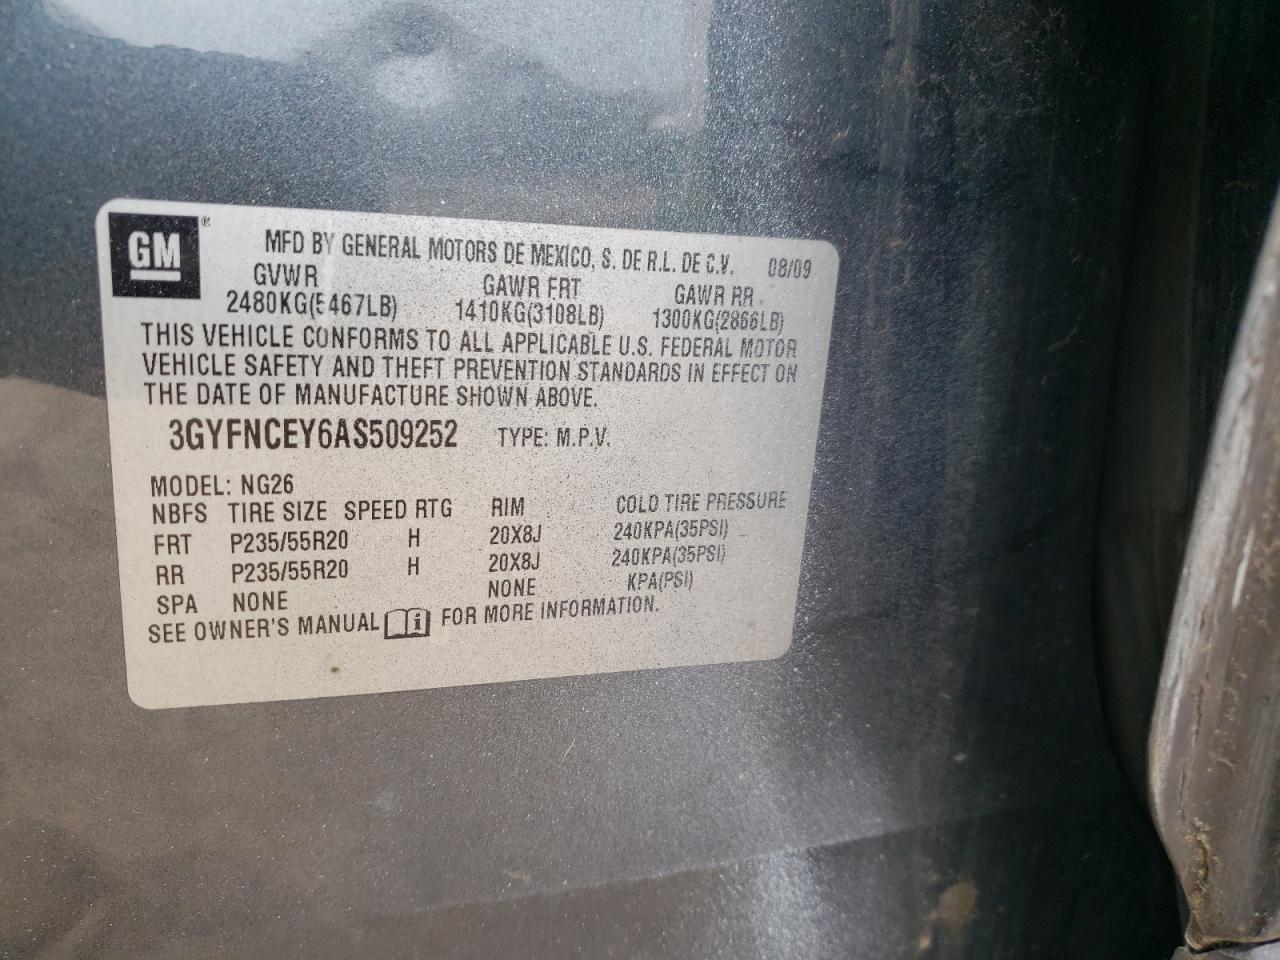 GM ®
MFD BY GENERAL MOTORS DE MEXICO, S. DE R.L. DE C.V. 08/09
GVWR GAWR FRT GAWR RR
2480KG(5467LB) 1410KG(3108LB) 1300KG(2866LB)
THIS VEHICLE CONFORMS TO ALL APPLICABLE U.S. FEDERAL MOTOR
VEHICLE SAFETY AND THEFT PREVENTION STANDARDS IN EFFECT ON
THE DATE OF MANUFACTURE SHOWN ABOVE.
3GYFNCEY6AS509252 TYPE: M.P.V.
MODEL: NG26
NBFS TIRE SIZE SPEED RTG RIM COLD TIRE PRESSURE
FRT P235/55R20 H 20X8J 240KPA(35PSI)
RR P235/55R20 H 20X8J 240KPA(35PSI)
SPA NONE NONE KPA(PSI)
SEE OWNER'S MANUAL i FOR MORE INFORMATION.